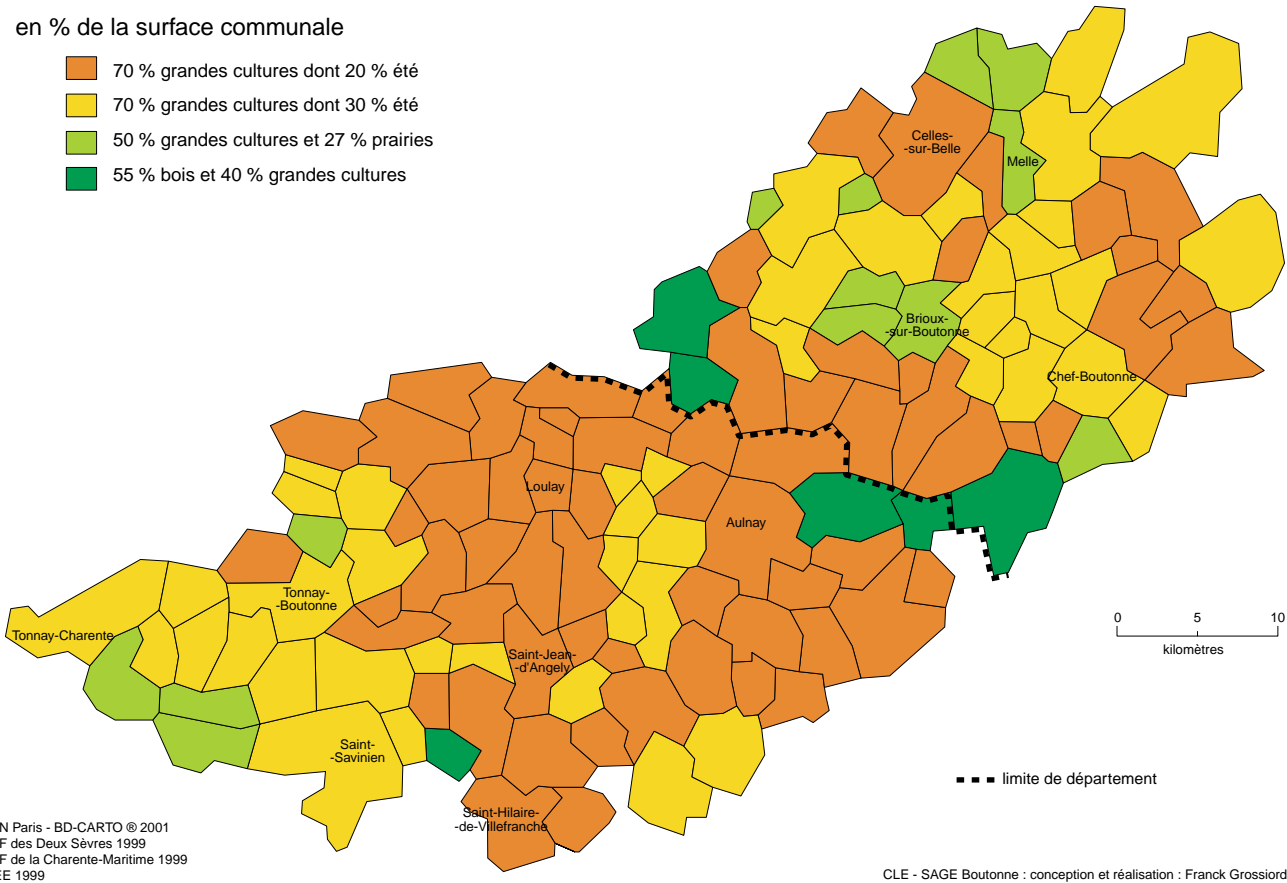 en % de la surface communale
70 % grandes cultures dont 20 % été
70 % grandes cultures dont 30 % été
50 % grandes cultures et 27 % prairies
55 % bois et 40 % grandes cultures
Celles-
-sur-Belle
Melle
Brioux-
-sur-Boutonne
Chef-Boutonne
Loulay
Aulnay
Tonnay-
-Boutonne
Tonnay-Charente
Saint-Jean-
-d'Angely
Saint-
-Savinien
Saint-Hilaire-
-de-Villefranche
0 5 10
kilomètres
limite de département
N Paris - BD-CARTO ® 2001
F des Deux Sèvres 1999
F de la Charente-Maritime 1999
EE 1999
CLE - SAGE Boutonne : conception et réalisation : Franck Grossiord